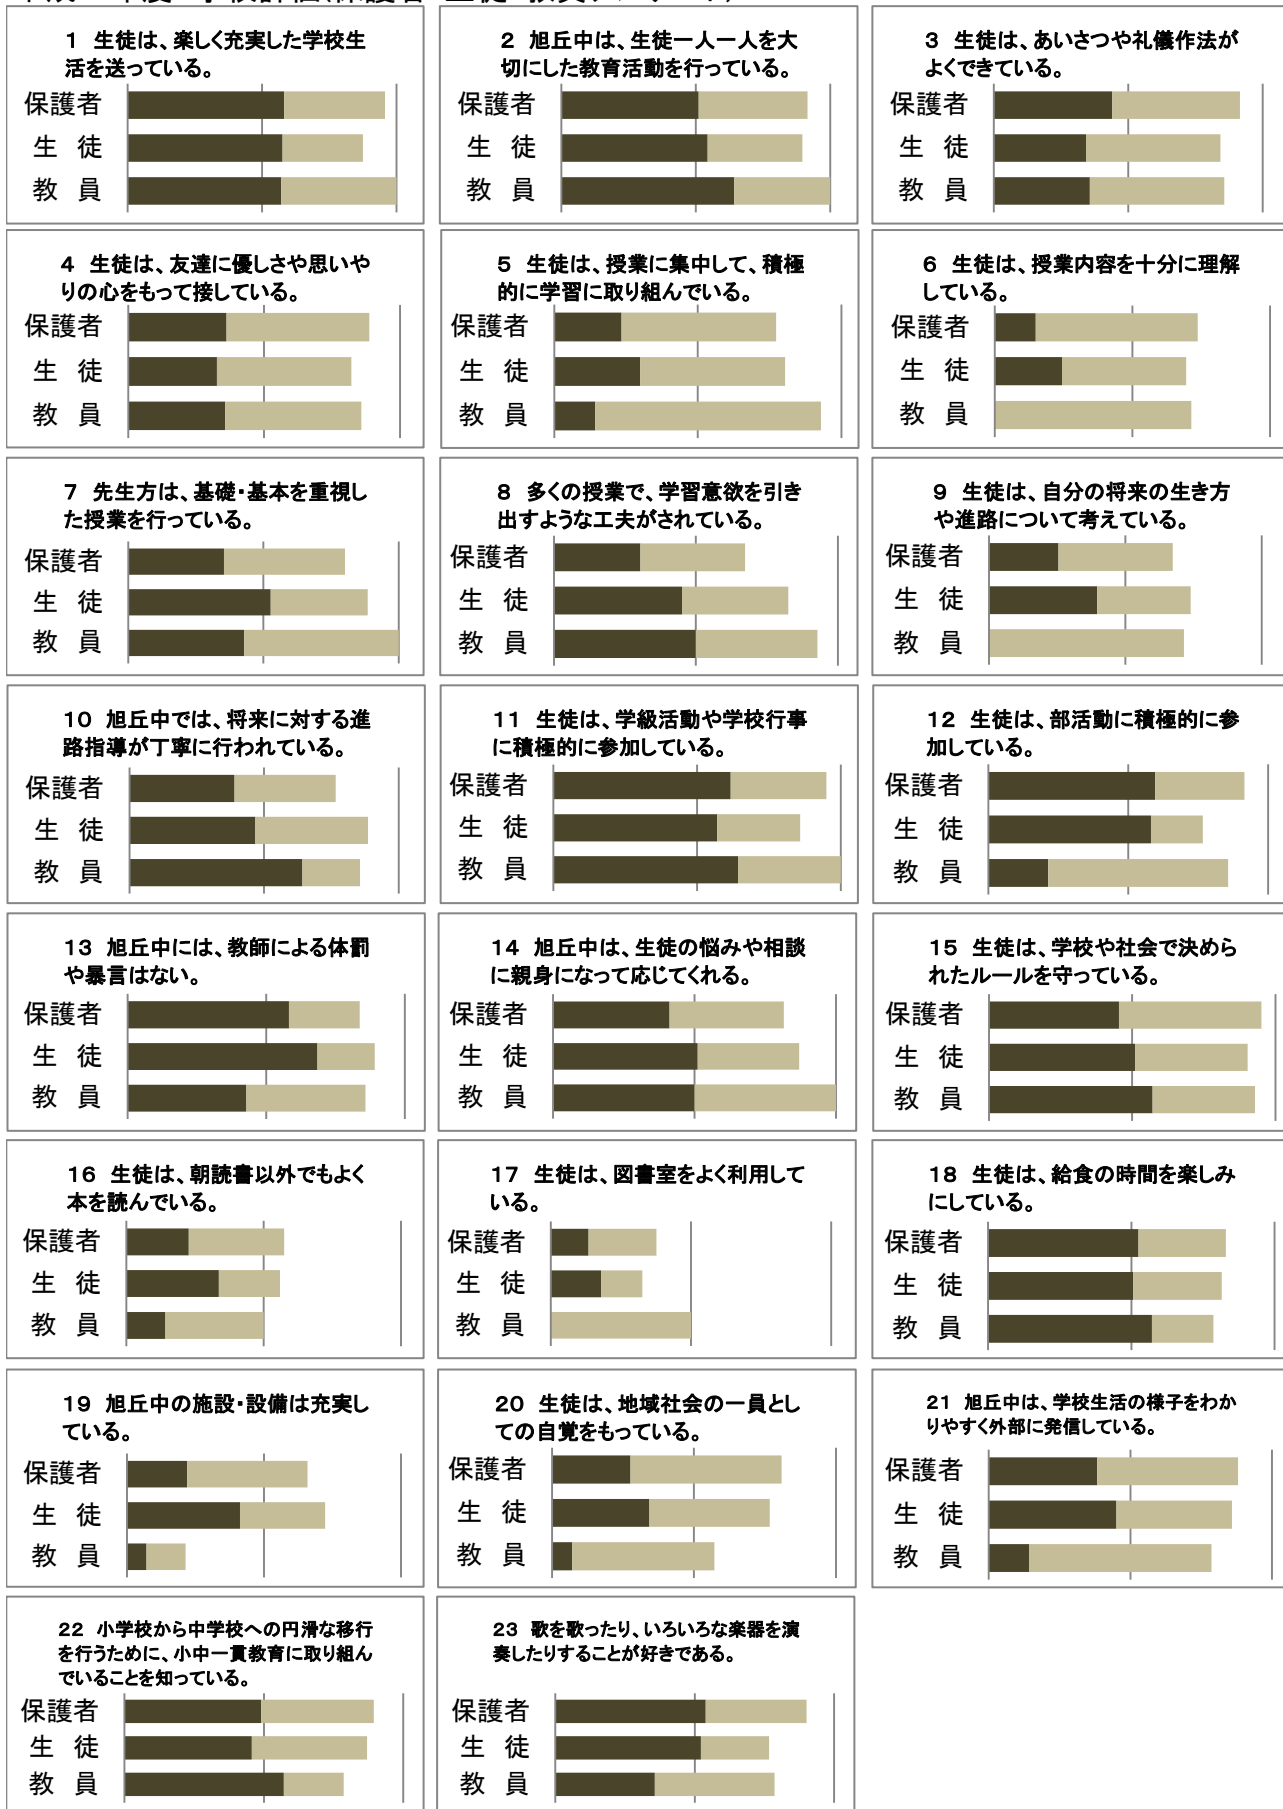 1 生徒は、楽しく充実した学校生
活を送っている。
保護者
生 徒
教 員
2 旭丘中は、生徒一人一人を大
切にした教育活動を行っている。
保護者
生 徒
教 員
3 生徒は、あいさつや礼儀作法が
よくできている。
保護者
生 徒
教 員
4 生徒は、友達に優しさや思いや
りの心をもって接している。
保護者
生 徒
教 員
5 生徒は、授業に集中して、積極
的に学習に取り組んでいる。
保護者
生 徒
教 員
6 生徒は、授業内容を十分に理解
している。
保護者
生 徒
教 員
7 先生方は、基礎・基本を重視し
た授業を行っている。
保護者
生 徒
教 員
8 多くの授業で、学習意欲を引き
出すような工夫がされている。
保護者
生 徒
教 員
9 生徒は、自分の将来の生き方
や進路について考えている。
保護者
生 徒
教 員
10 旭丘中では、将来に対する進
路指導が丁寧に行われている。
保護者
生 徒
教 員
11 生徒は、学級活動や学校行事
に積極的に参加している。
保護者
生 徒
教 員
12 生徒は、部活動に積極的に参
加している。
保護者
生 徒
教 員
13 旭丘中には、教師による体罰
や暴言はない。
保護者
生 徒
教 員
14 旭丘中は、生徒の悩みや相談
に親身になって応じてくれる。
保護者
生 徒
教 員
15 生徒は、学校や社会で決めら
れたルールを守っている。
保護者
生 徒
教 員
16 生徒は、朝読書以外でもよく
本を読んでいる。
保護者
生 徒
教 員
17 生徒は、図書室をよく利用して
いる。
保護者
生 徒
教 員
18 生徒は、給食の時間を楽しみ
にしている。
保護者
生 徒
教 員
19 旭丘中の施設・設備は充実し
ている。
保護者
生 徒
教 員
20 生徒は、地域社会の一員とし
ての自覚をもっている。
保護者
生 徒
教 員
21 旭丘中は、学校生活の様子をわか
りやすく外部に発信している。
保護者
生 徒
教 員
22 小学校から中学校への円滑な移行
を行うために、小中一貫教育に取り組ん
でいることを知っている。
保護者
生 徒
教 員
23 歌を歌ったり、いろいろな楽器を演
奏したりすることが好きである。
保護者
生 徒
教 員